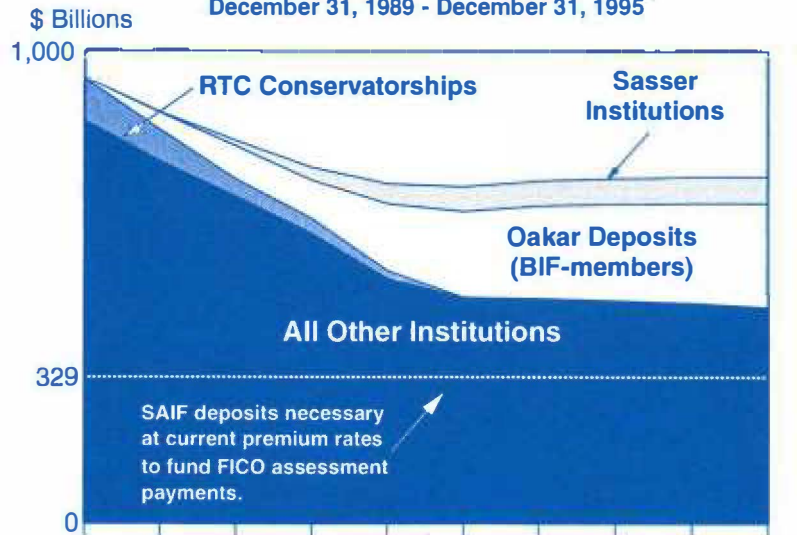 December 31, 1989 - December 31, 1995
$ Billions
1,000
RTC Conservatorships
Sasser
Institutions
Oakar Deposits
(BIF-members)
All Other Institutions
329
SAIF deposits necessary
at current premium rates
to fund FICO assessment
payments.
0